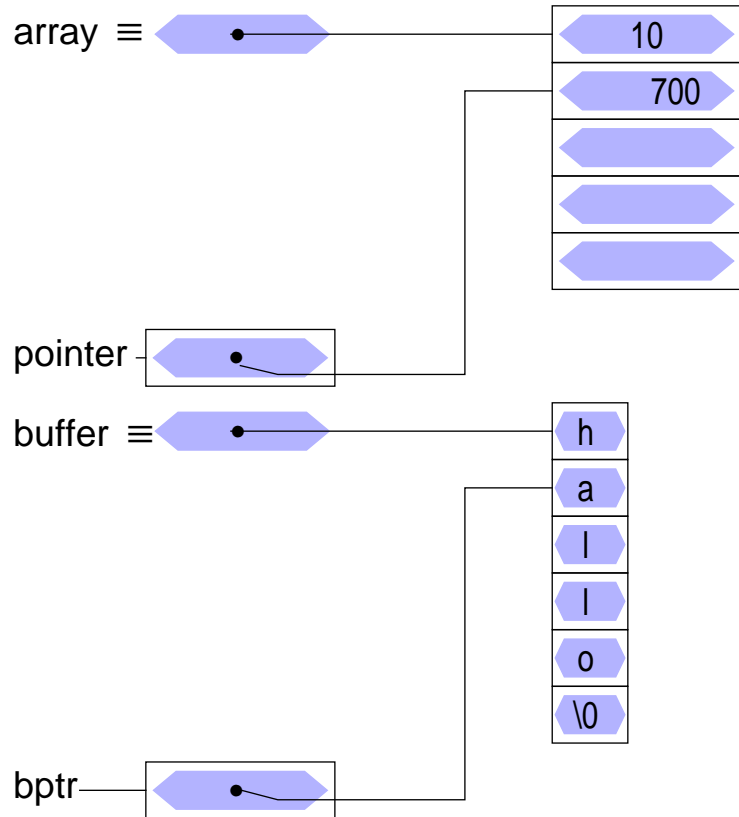 array ≡
10
700
pointer
buffer ≡
h
a
l
l
o
\0
bptr